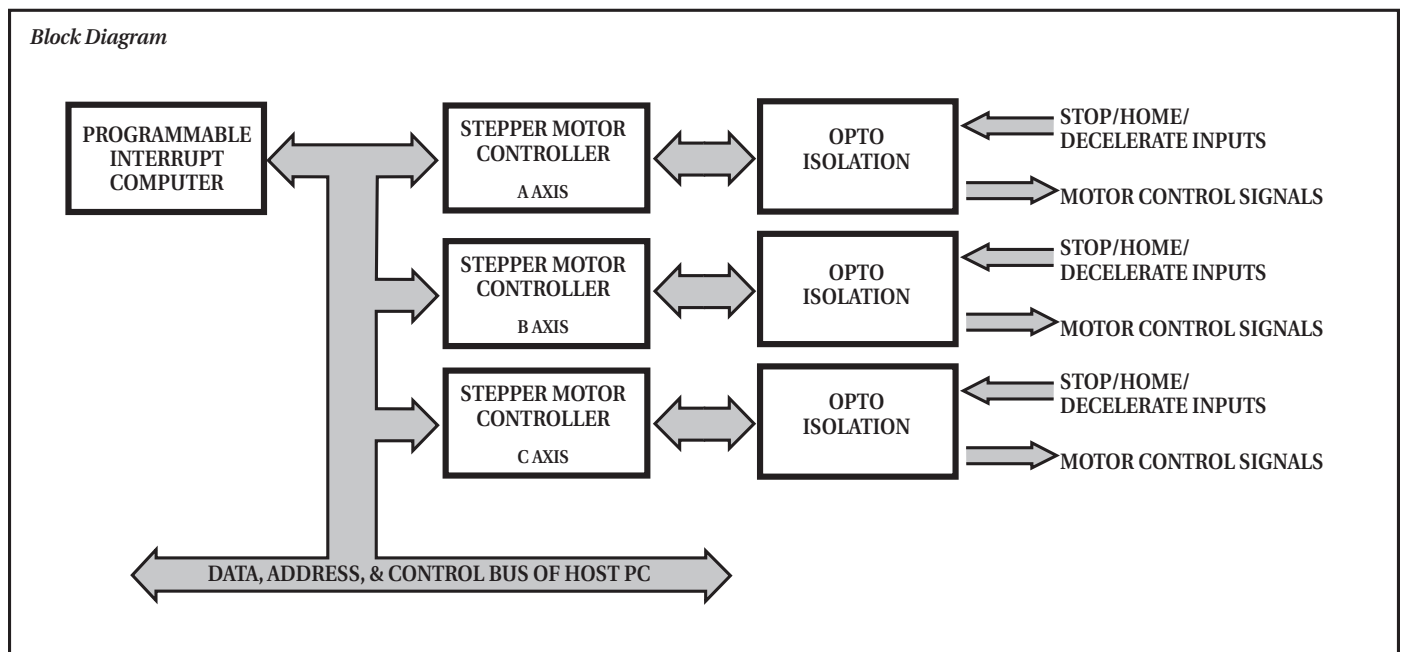 Block Diagram
PROGRAMMABLE
INTERRUPT
COMPUTER
STEPPER MOTOR
CONTROLLER
A AXIS
OPTO
ISOLATION
STOP/HOME/
DECELERATE INPUTS
MOTOR CONTROL SIGNALS
STEPPER MOTOR
CONTROLLER
B AXIS
OPTO
ISOLATION
STOP/HOME/
DECELERATE INPUTS
MOTOR CONTROL SIGNALS
STEPPER MOTOR
CONTROLLER
C AXIS
OPTO
ISOLATION
STOP/HOME/
DECELERATE INPUTS
MOTOR CONTROL SIGNALS
DATA, ADDRESS, & CONTROL BUS OF HOST PC